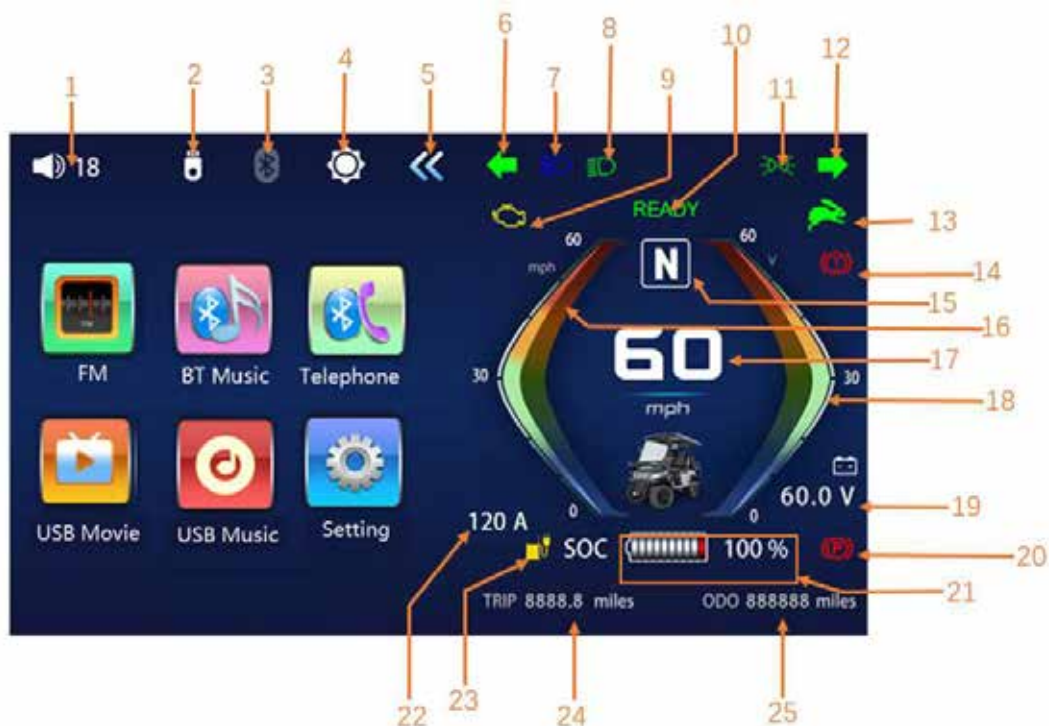 6 8 10 12
1 2 3 4 5 7 9 11
18
READY
13
60 60
mph V
N
14
15
16
FM BT Music Telephone
30 60 30
17
mph
18
USB Movie USB Music Setting
60.0 V
19
120 A 0 0
SOC 100 %
20
21
TRIP 8888.8 miles ODO 888888 miles
22 23 24 25